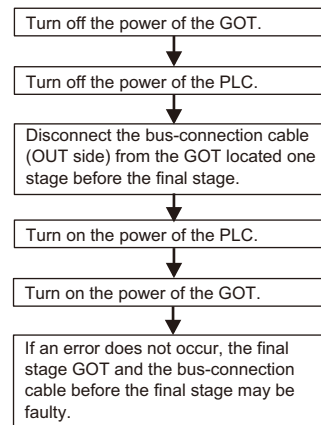 Turn off the power of the GOT.
Turn off the power of the PLC.
Disconnect the bus-connection cable
(OUT side) from the GOT located one
stage before the final stage.
Turn on the power of the PLC.
Turn on the power of the GOT.
If an error does not occur, the final
stage GOT and the bus-connection
cable before the final stage may be
faulty.